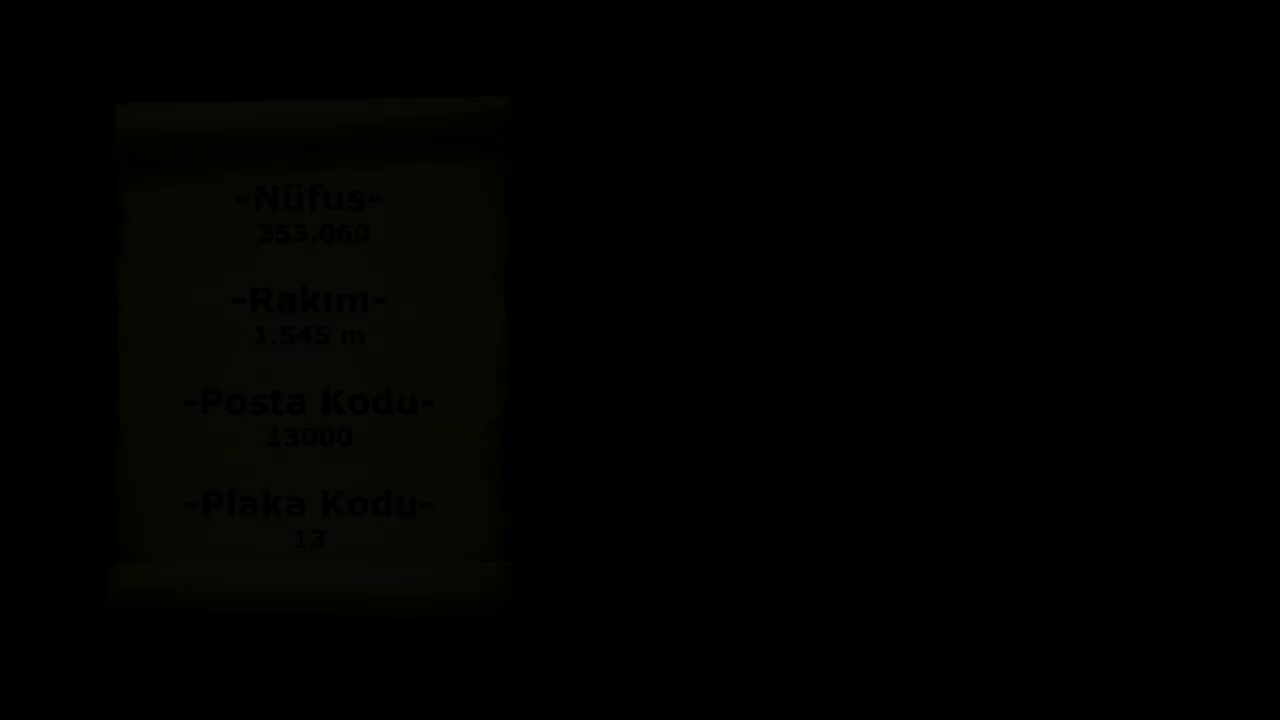 -Nüfus-
353.060
-Rakım-
1.545 m
-Posta Kodu-
13000
-Plaka Kodu-
13